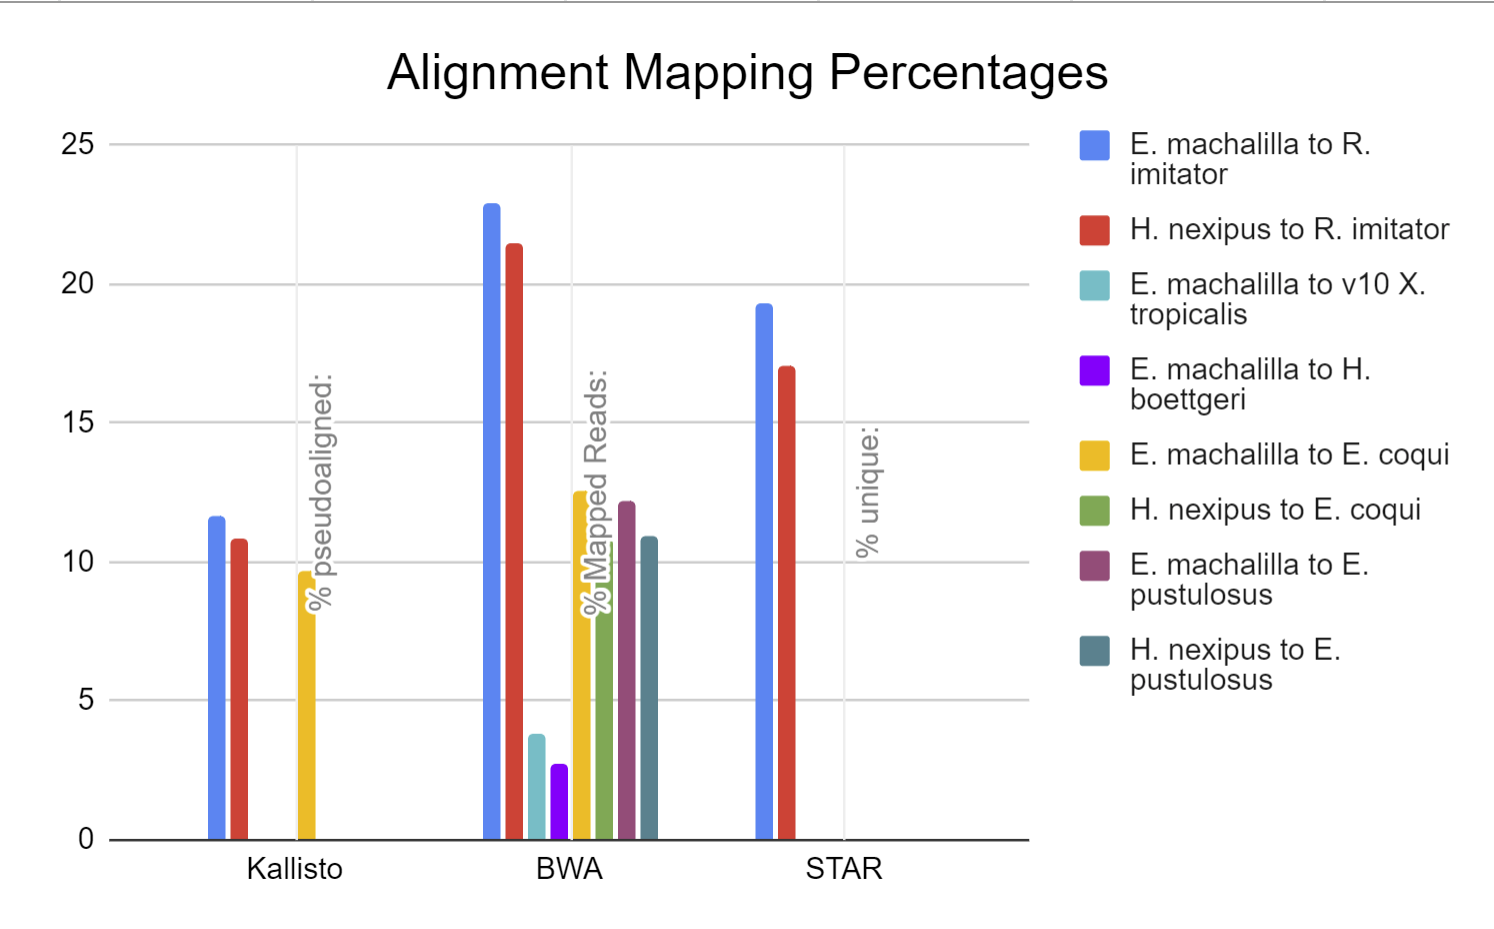 Alignment Mapping Percentages
25
20
15
10
5
0
% pseudoaligned:
% Mapped Reads:
% unique:
Kallisto
BWA
STAR
E. machalilla to R.
imitator
H. nexipus to R. imitator
E. machalilla to v10 X.
tropicalis
E. machalilla to H.
boettgeri
E. machalilla to E. coqui
H. nexipus to E. coqui
E. machalilla to E.
pustulosus
H. nexipus to E.
pustulosus